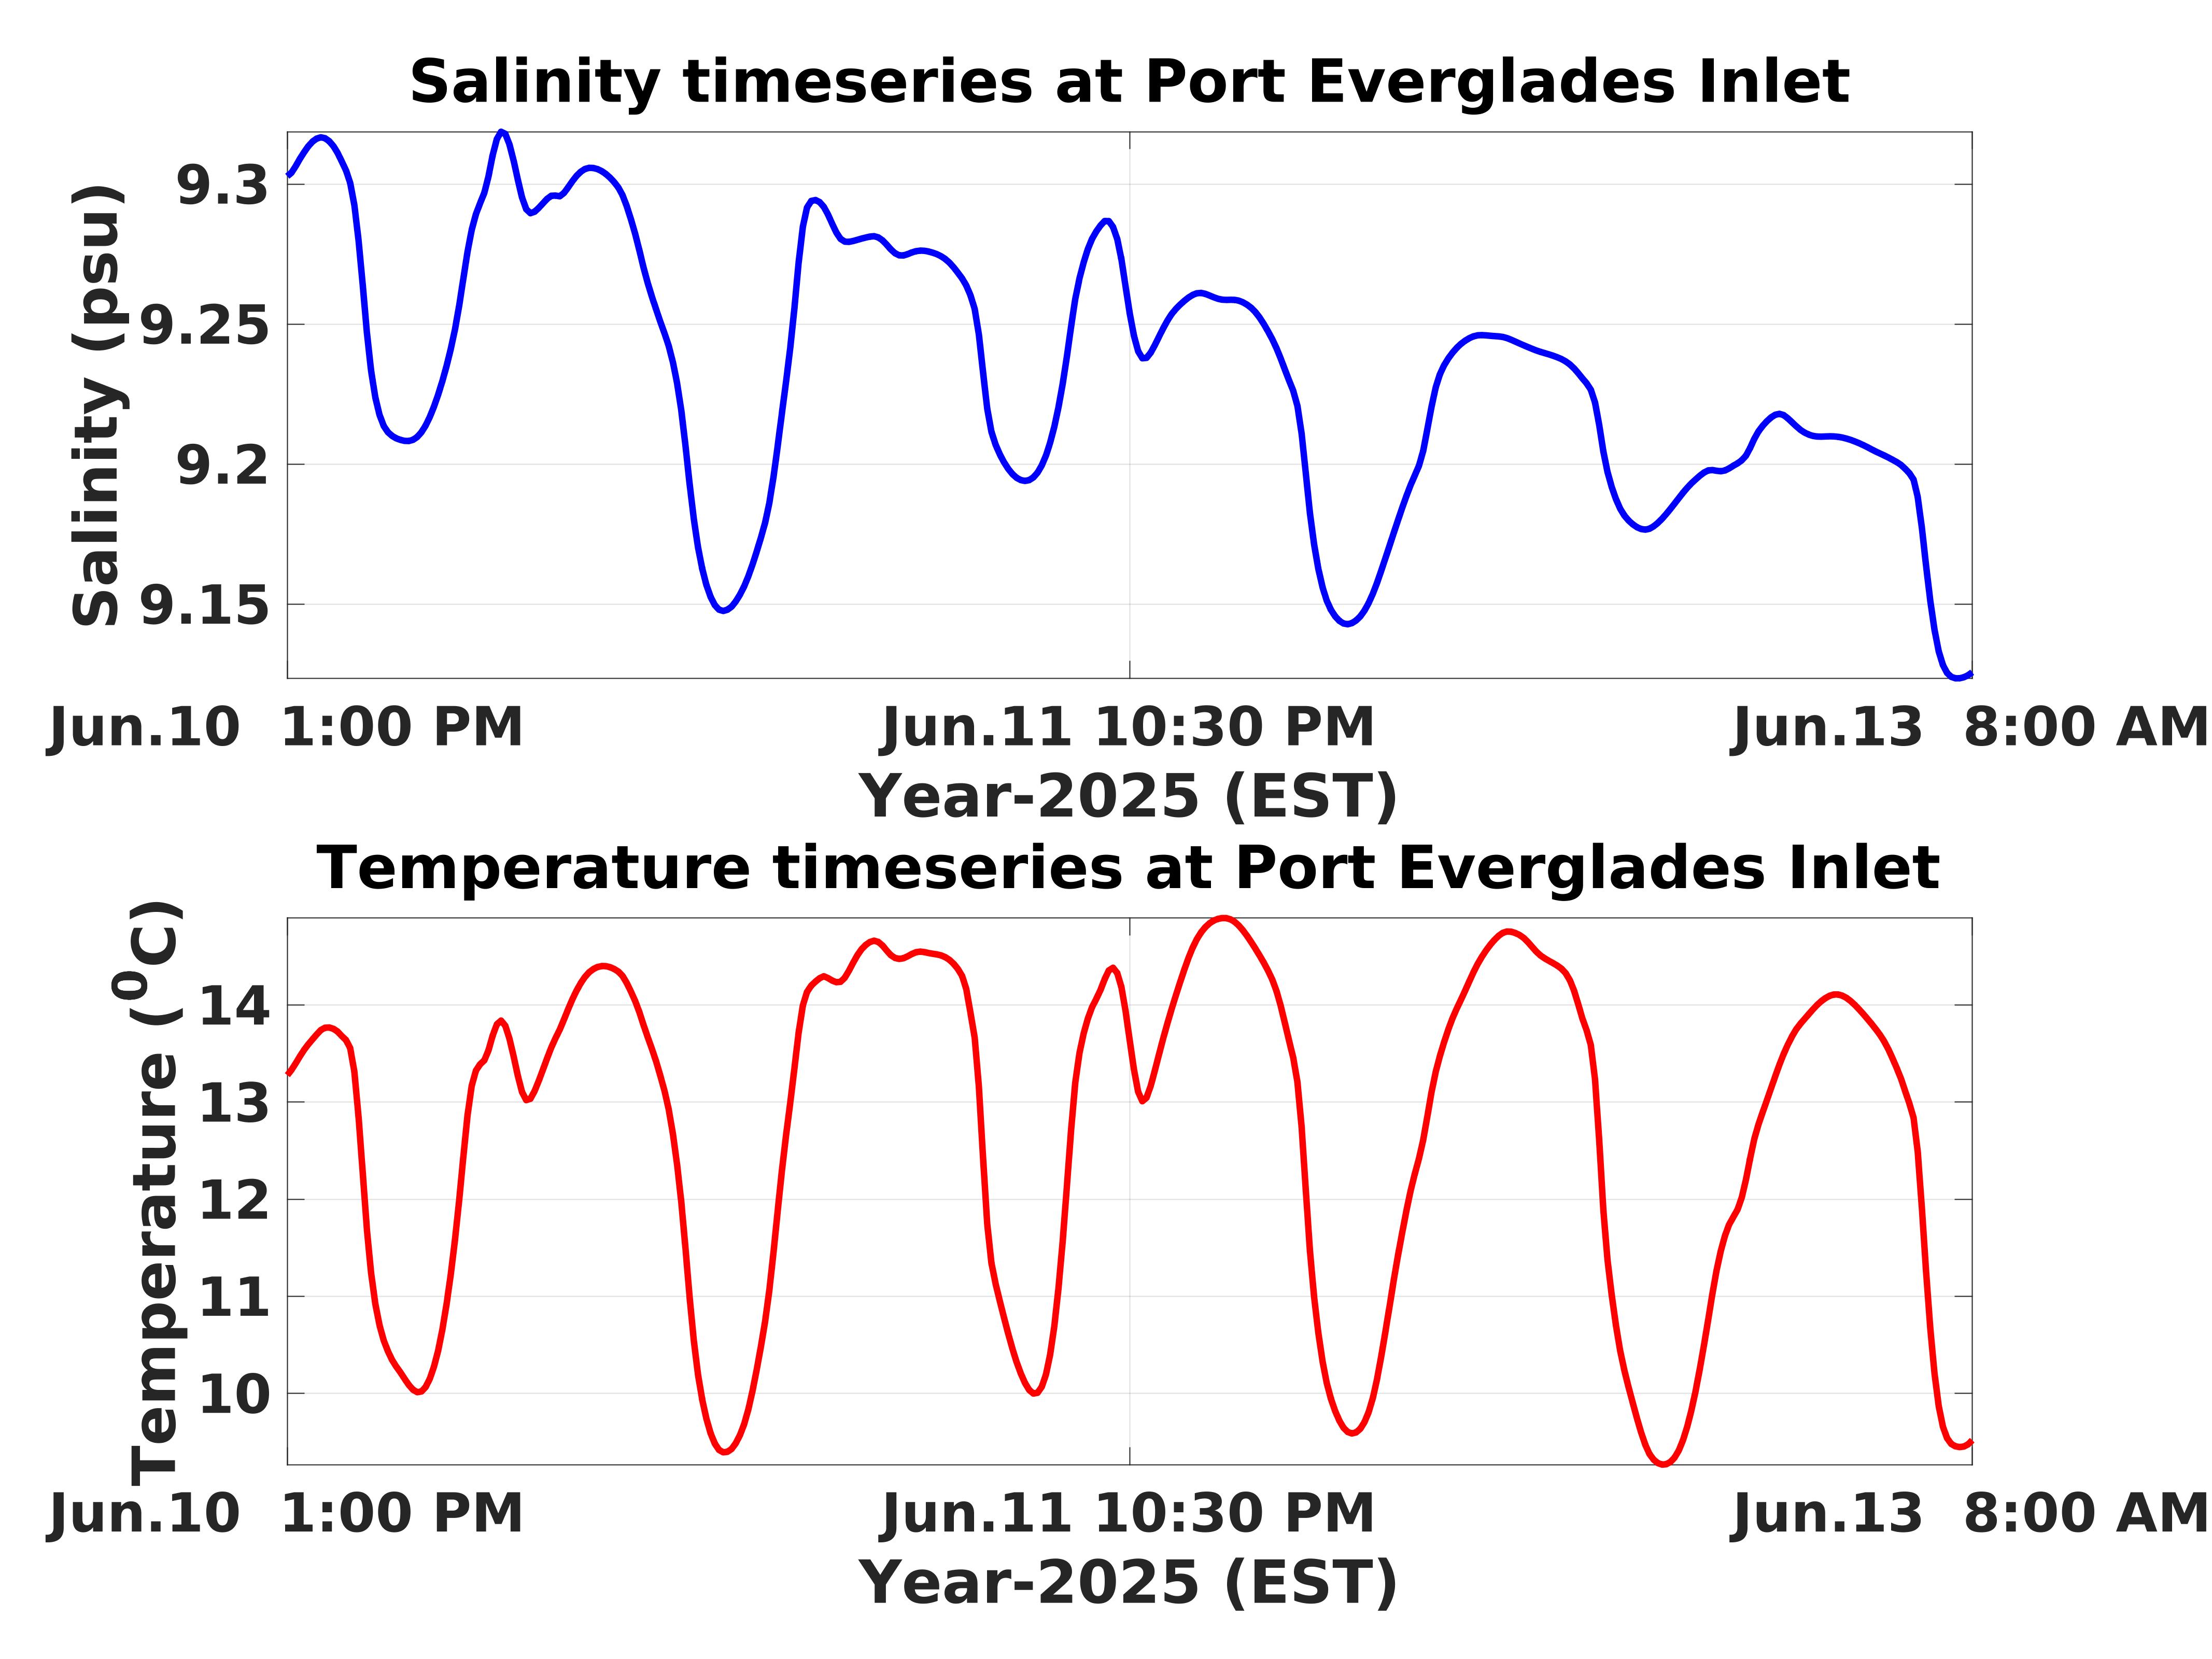 Salinity timeseries at Port Everglades Inlet
Salinity (psu)
9.3
9.25
9.2
9.15
Jun.10  1:00 PM
Jun.11 10:30 PM
Jun.13  8:00 AM
Year-2025 (EST)
Temperature timeseries at Port Everglades Inlet
Temperature (⁰C)
14
13
12
11
10
Jun.10  1:00 PM
Jun.11 10:30 PM
Jun.13  8:00 AM
Year-2025 (EST)